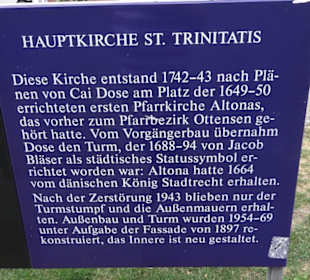 HAUPTKIRCHE ST. TRINITATIS
Diese Kirche entstand 1742-43 nach Plä-
nen von Cai Dose am Platz der 1649-50
errichteten ersten Pfarrkirche Altonas,
das vorher zum Pfarrbezirk Ottensen ge-
hört hatte. Vom Vorgängerbau übernahm
Dose den Turm, der 1688-94 von Jacob
Bläser als städtisches Statussymbol er-
richtet worden war: Altona hatte 1664
vom dänischen König Stadtrecht erhalten.
Nach der Zerstörung 1943 blieben nur der
Turmstumpf und die Außenmauern erhal-
ten. Außenbau und Turm wurden 1954-69
unter Aufgabe der Fassade von 1897 re-
konstruiert, das Innere ist neu gestaltet.